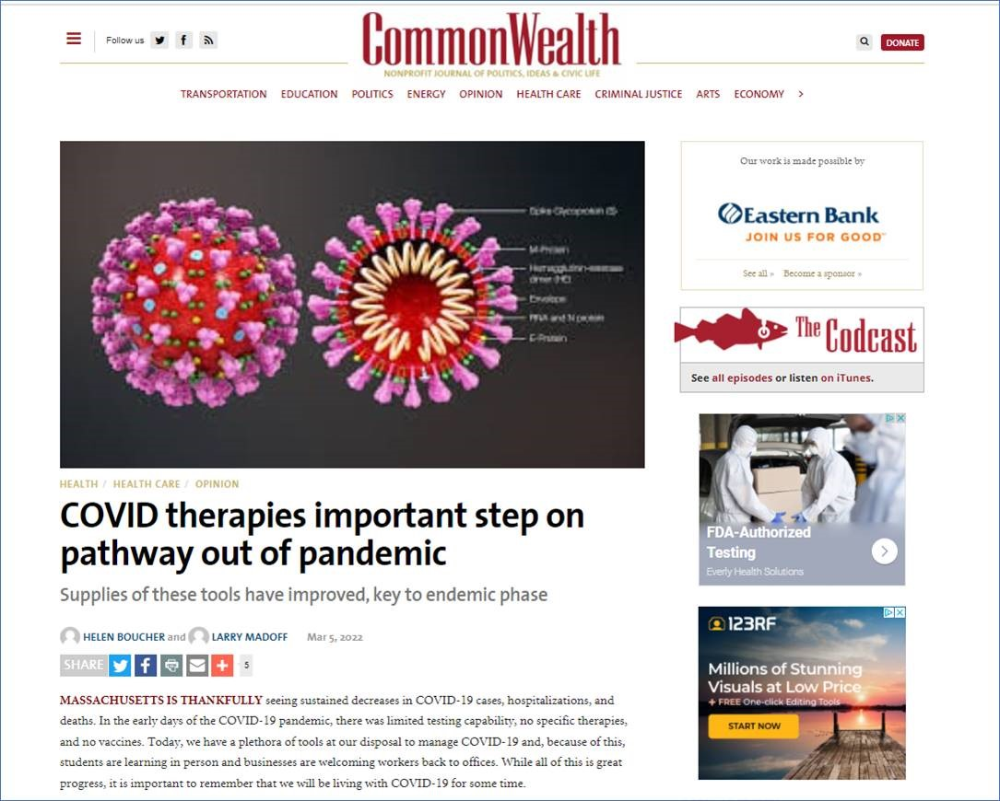 Follow us
CommonWealth
NONPROFIT JOURNAL OF POLITICS, IDEAS & CIVIC LIFE
DONATE
TRANSPORTATION EDUCATION POLITICS ENERGY OPINION HEALTH CARE CRIMINAL JUSTICE ARTS ECONOMY >
Spike Glycoprotein (S)
M-Protein
Hemagglutinin-esterase
dimer (HE)
Envelope
RNA and N protein
E-Protein
Our work is made possible by
Eastern Bank
JOIN US FOR GOOD
See all » Become a sponsor »
The Codcast
See all episodes or listen on iTunes.
FDA-Authorized
Testing
Everly Health Solutions
123RF
Millions of Stunning
Visuals at Low Price
+ FREE One-click Editing Tools
START NOW
HEALTH / HEALTH CARE / OPINION
COVID therapies important step on
pathway out of pandemic
Supplies of these tools have improved, key to endemic phase
HELEN BOUCHER and LARRY MADOFF Mar 5, 2022
SHARE 5
MASSACHUSETTS IS THANKFULLY seeing sustained decreases in COVID-19 cases, hospitalizations, and
deaths. In the early days of the COVID-19 pandemic, there was limited testing capability, no specific therapies,
and no vaccines. Today, we have a plethora of tools at our disposal to manage COVID-19 and, because of this,
students are learning in person and businesses are welcoming workers back to offices. While all of this is great
progress, it is important to remember that we will be living with COVID-19 for some time.